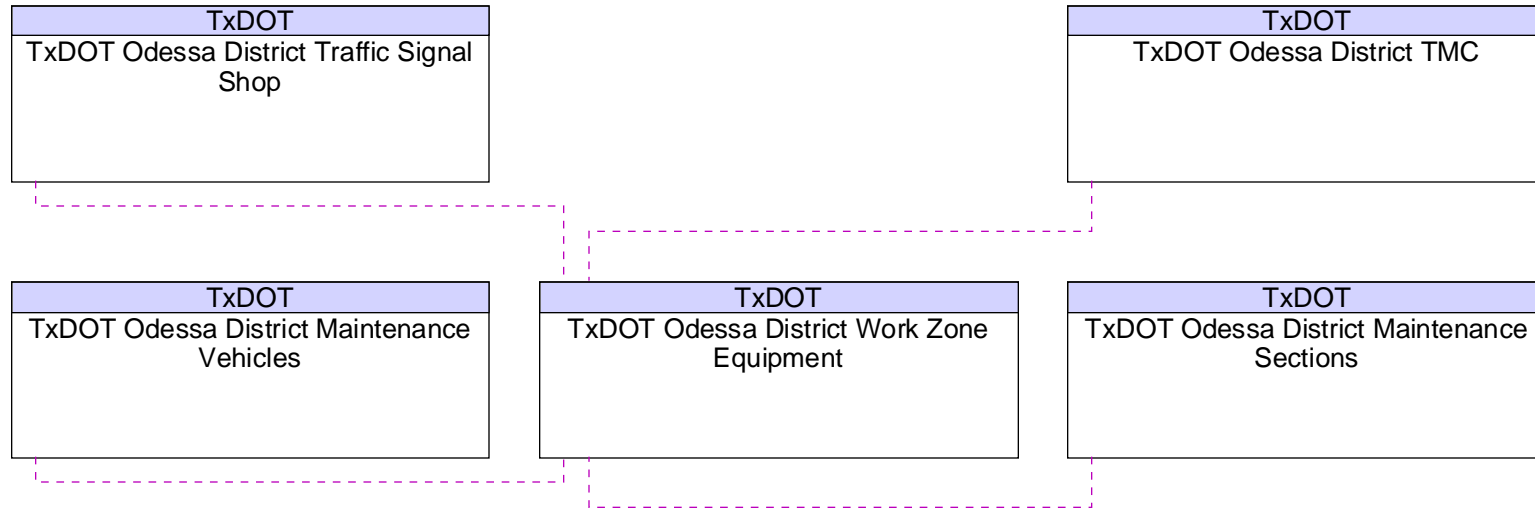 TxDOT
TxDOT Odessa District Traffic Signal
Shop
TxDOT
TxDOT Odessa District TMC
TxDOT
TxDOT Odessa District Maintenance
Vehicles
TxDOT
TxDOT Odessa District Work Zone
Equipment
TxDOT
TxDOT Odessa District Maintenance
Sections